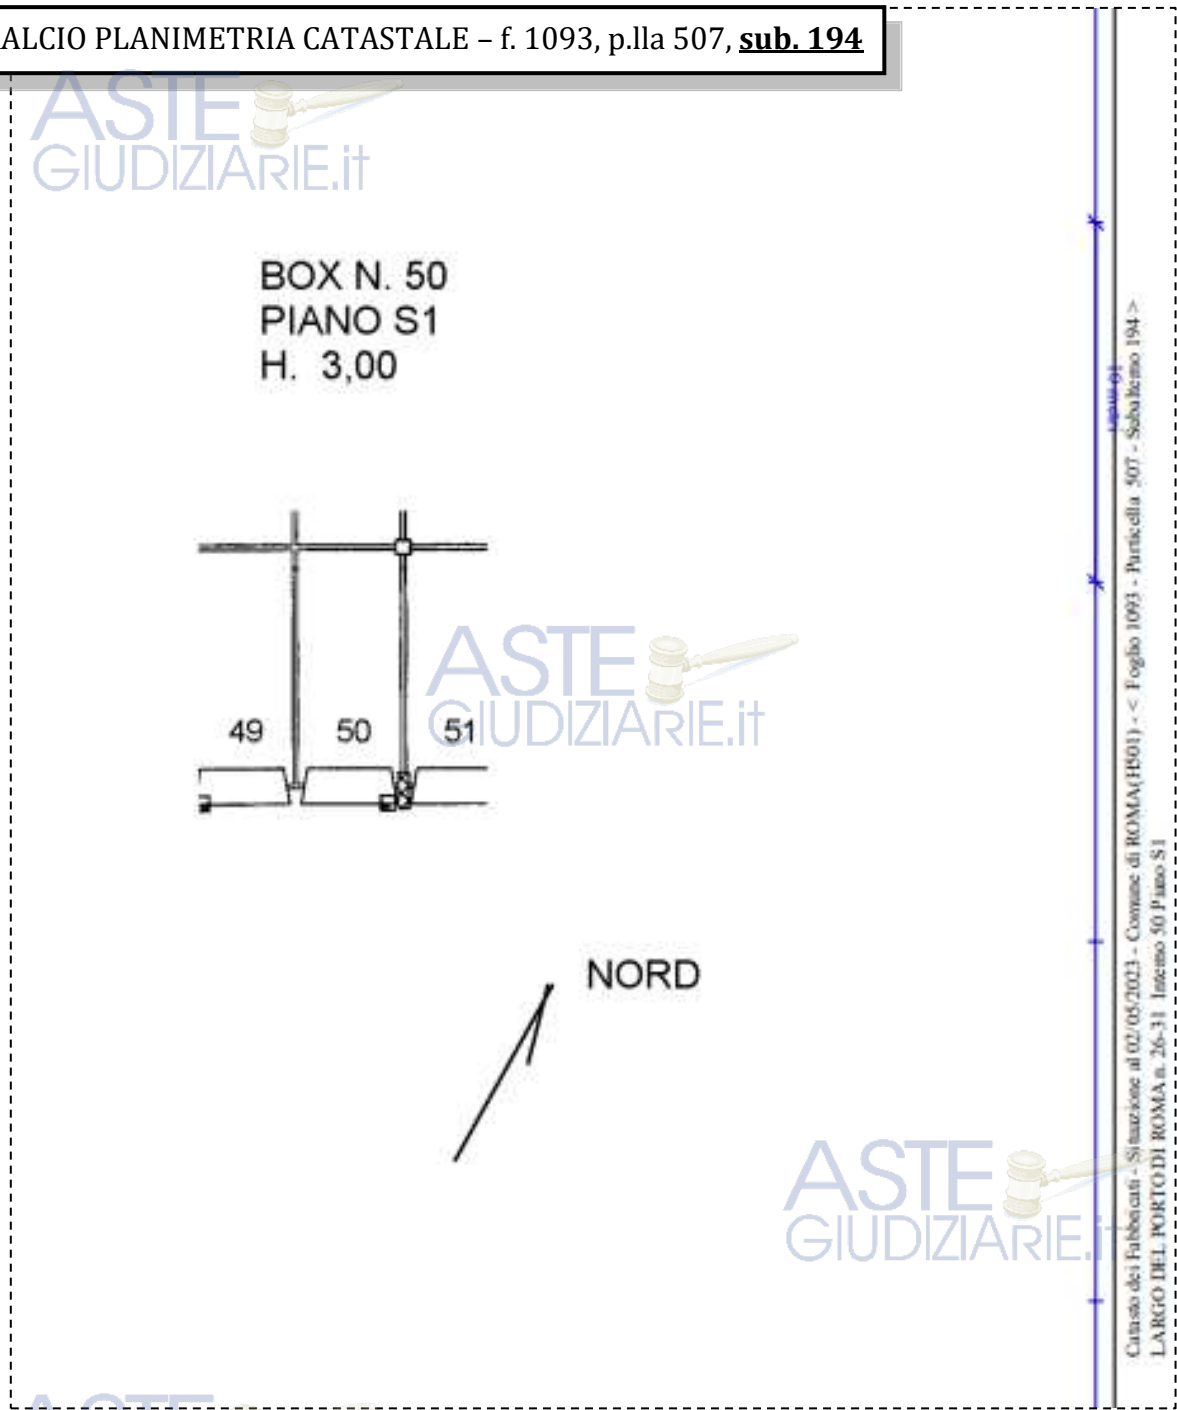 ALCIO PLANIMETRIA CATASTALE – f. 1093, p.lla 507, sub. 194
ASTE
GIUDIZIARIE.it
BOX N. 50
PIANO S1
H. 3,00
49 50 51
ASTE
GIUDIZIARIE.it
NORD
ASTE
GIUDIZIARIE.it
Catasto dei Fabbricati - Situazione al 02/05/2023 - Comune di ROMA(H501) - < Foglio 1093 - Particella 507 - Subalterno 194 >
LARGO DEL PORTO DI ROMA n. 26-31 Interno 50 Piano S1
ASTE